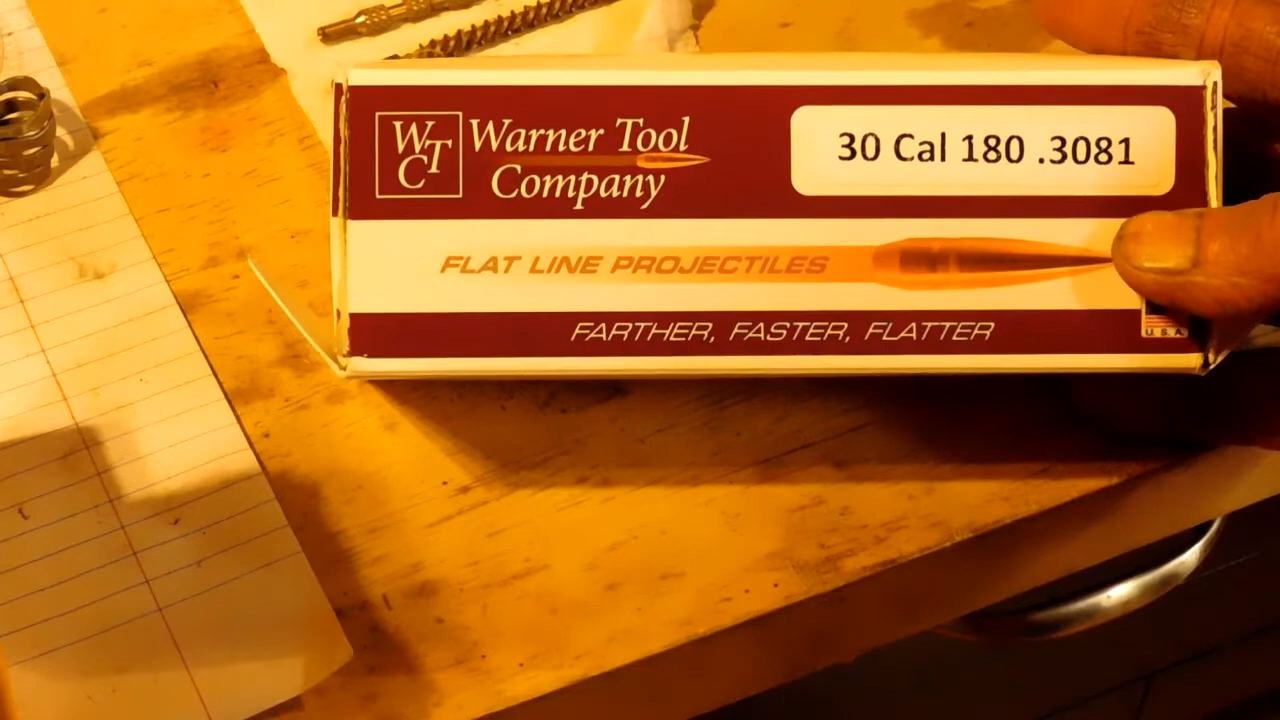 WTC
Warner Tool
Company
30 Cal 180 .3081
FLAT LINE PROJECTILES
FARTHER, FASTER, FLATTER
U.S.A.